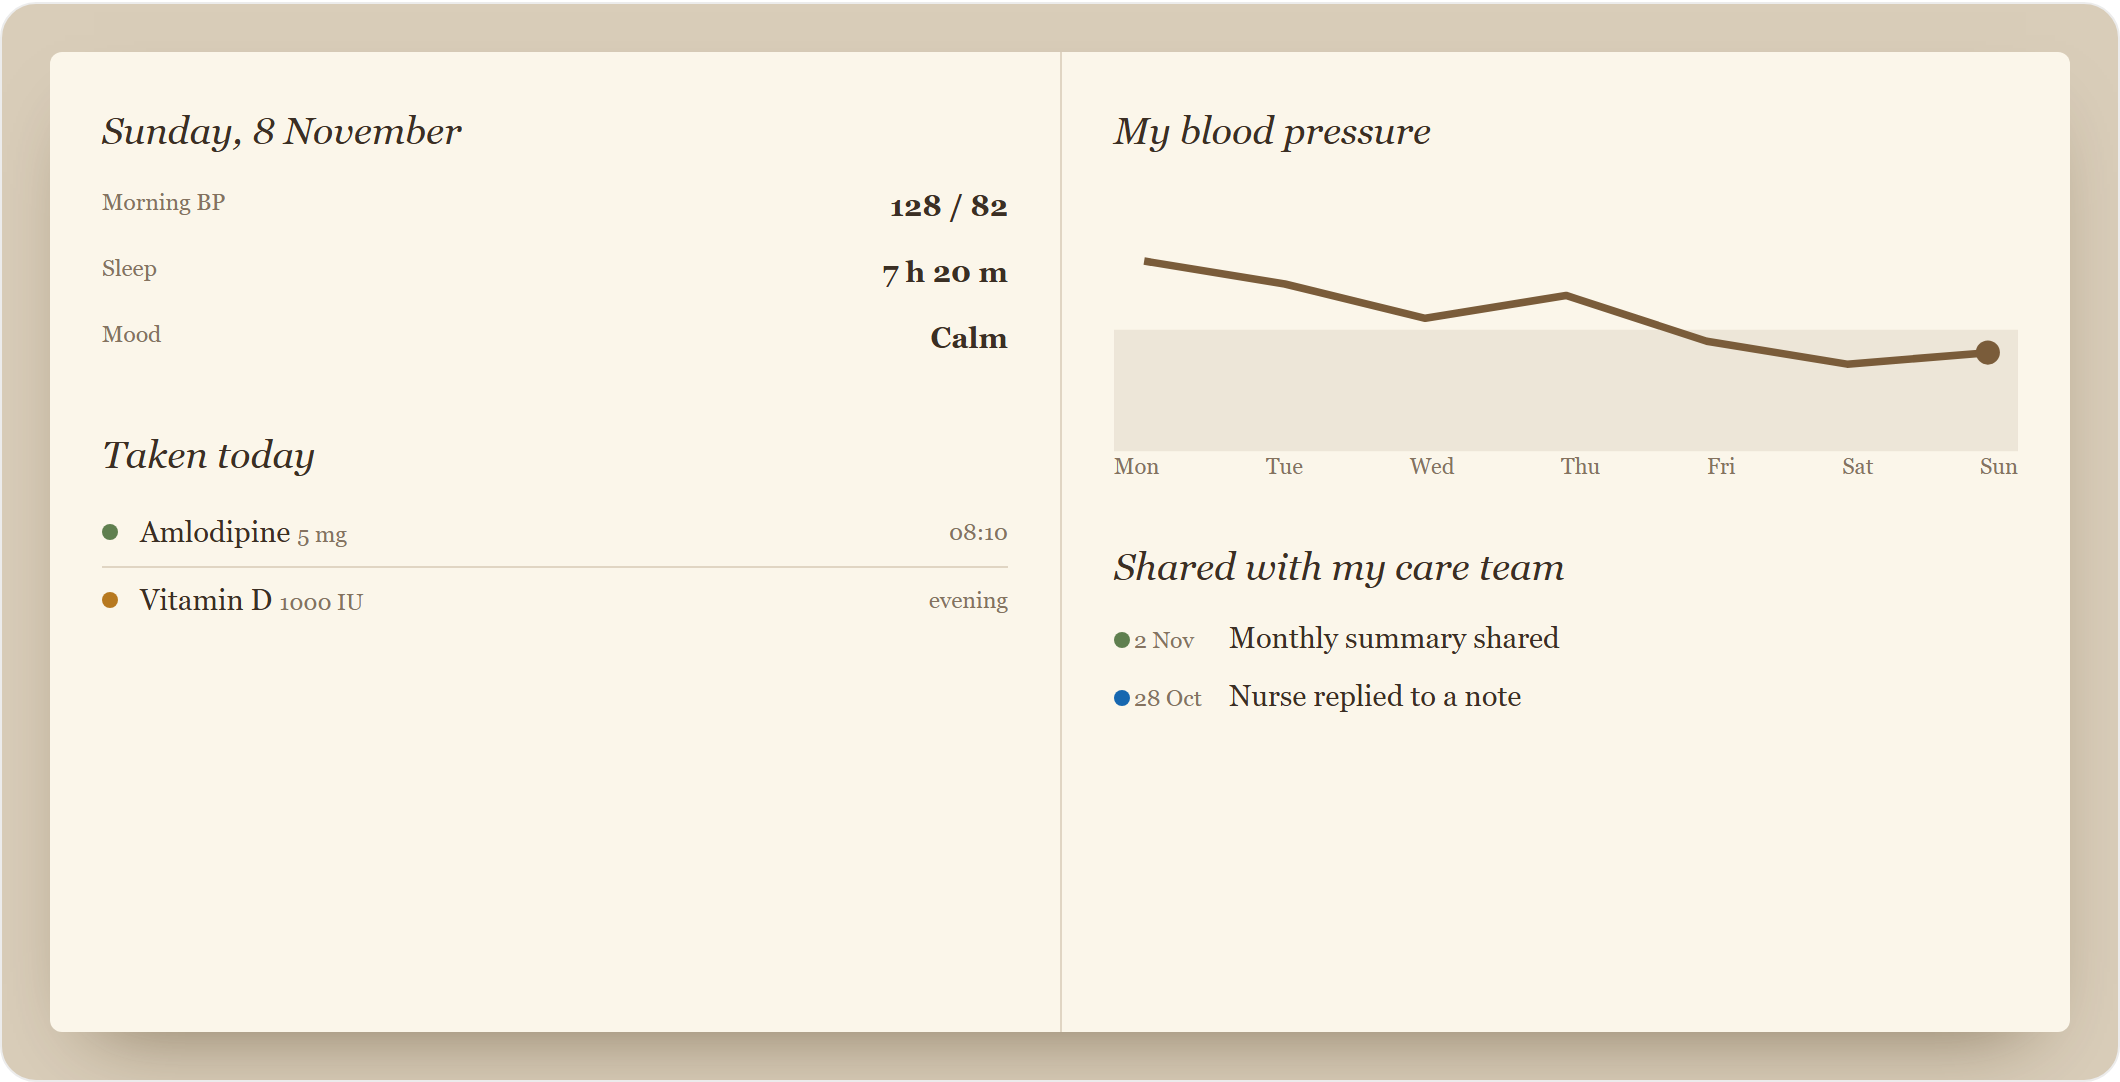 Sunday, 8 November
Morning BP 128 / 82
Sleep 7 h 20 m
Mood Calm
Taken today
Amlodipine 5 mg 08:10
Vitamin D 1000 IU evening
My blood pressure
Mon Tue Wed Thu Fri Sat Sun
Shared with my care team
2 Nov Monthly summary shared
28 Oct Nurse replied to a note